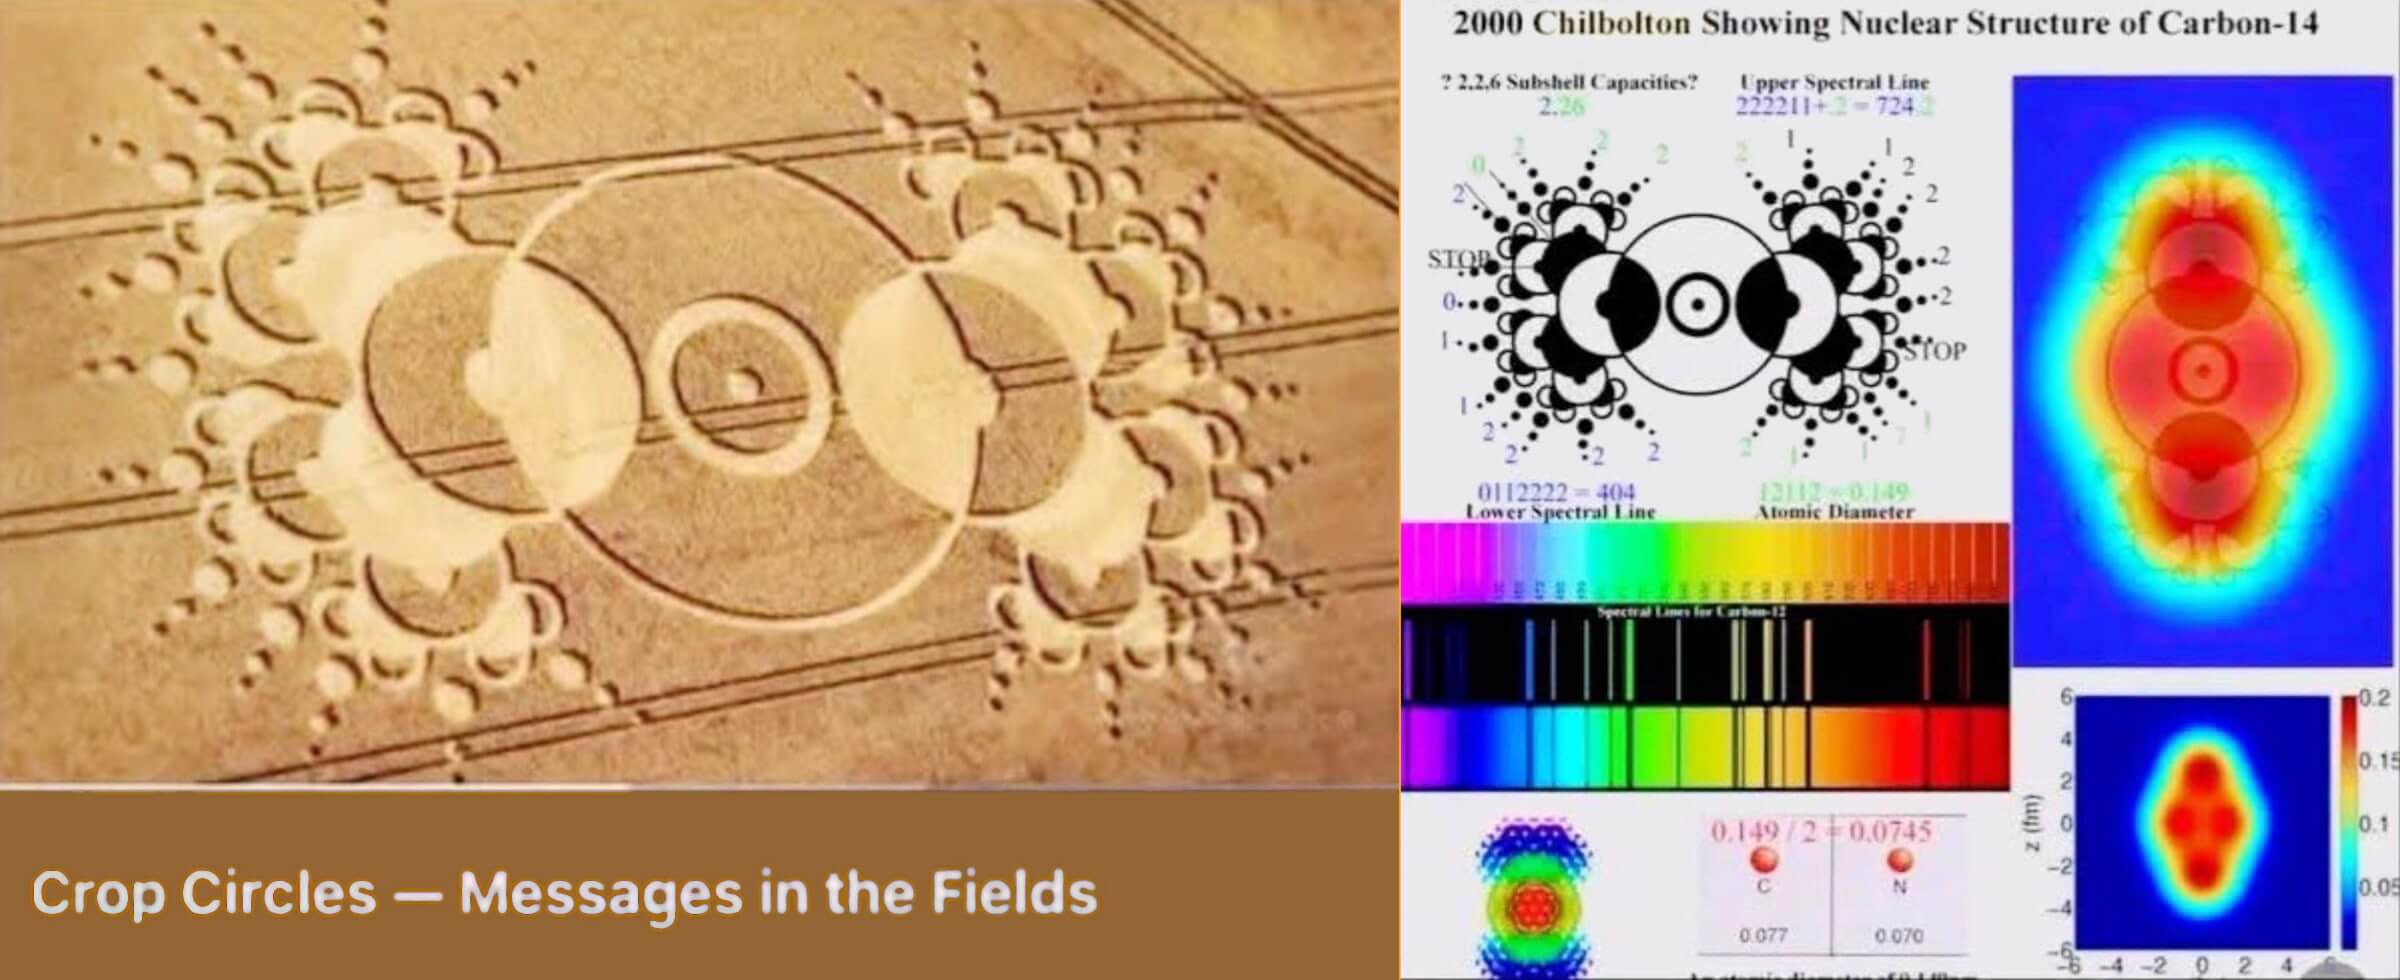 2000 Chilbolton Showing Nuclear Structure of Carbon-14
? 2.2.6 Subshell Capacities?
2.26
Upper Spectral Line
222211+.2 = 724.2
2
0
2
2
2
STOP
0
1
1
2
2
2
2
2
1
1
2
2
2
2
STOP
1
1
1
2
0112222 = 404
Lower Spectral Line
12112 = 0.149
Atomic Diameter
Spectral Lines for Carbon-12
0.149 / 2 = 0.0745
C
N
0.077
0.070
6
4
2
0
−2
−4
−6
z (fm)
−6 −4 −2 0 2 4
0.2
0.15
0.1
0.05
Crop Circles — Messages in the Fields